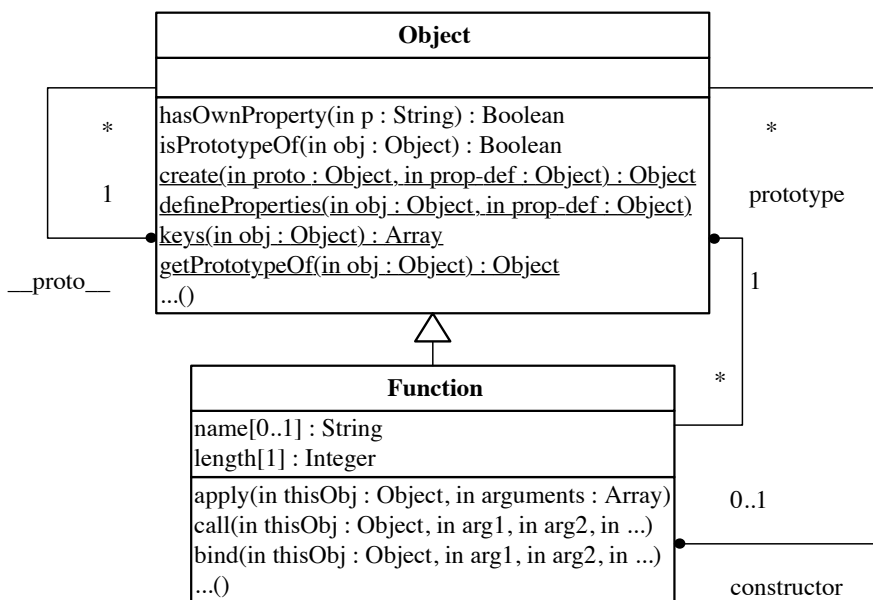 Object
hasOwnProperty(in p : String) : Boolean
isPrototypeOf(in obj : Object) : Boolean
create(in proto : Object, in prop-def : Object) : Object
defineProperties(in obj : Object, in prop-def : Object)
keys(in obj : Object) : Array
getPrototypeOf(in obj : Object) : Object
...()
*
1
__proto__
*
prototype
1
*
Function
name[0..1] : String
length[1] : Integer
apply(in thisObj : Object, in arguments : Array)
call(in thisObj : Object, in arg1, in arg2, in ...)
bind(in thisObj : Object, in arg1, in arg2, in ...)
...()
0..1
constructor